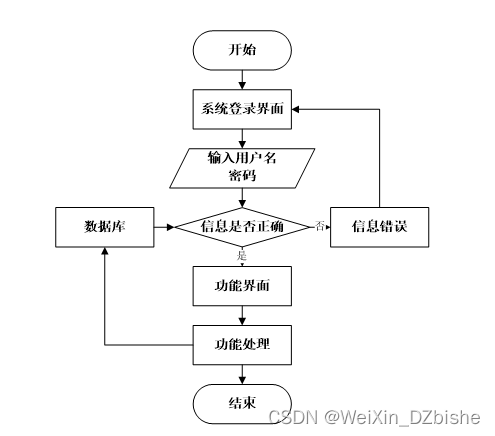 开始
系统登录界面
输入用户名
密码
数据库
信息是否正确
否
信息错误
是
功能界面
功能处理
结束
CSDN @WeiXin_DZbishe